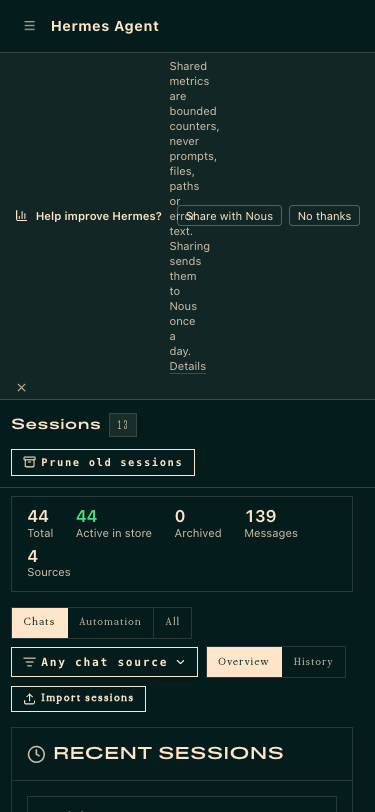 Hermes Agent
Help improve Hermes?
Shared
metrics
are
bounded
counters,
never
prompts,
files,
paths
or
error
text.
Sharing
sends
them
to
Nous
once
a
day.
Details
Share with Nous
No thanks
Sessions 13
Prune old sessions
44 44 0 139
Total Active in store Archived Messages
4
Sources
Chats Automation All
Any chat source Overview History
Import sessions
RECENT SESSIONS